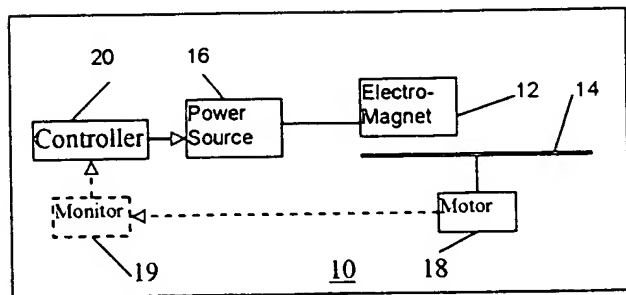 20
16
Controller
Power
Source
Electro-
Magnet
12
14
Monitor
Motor
19
10
18